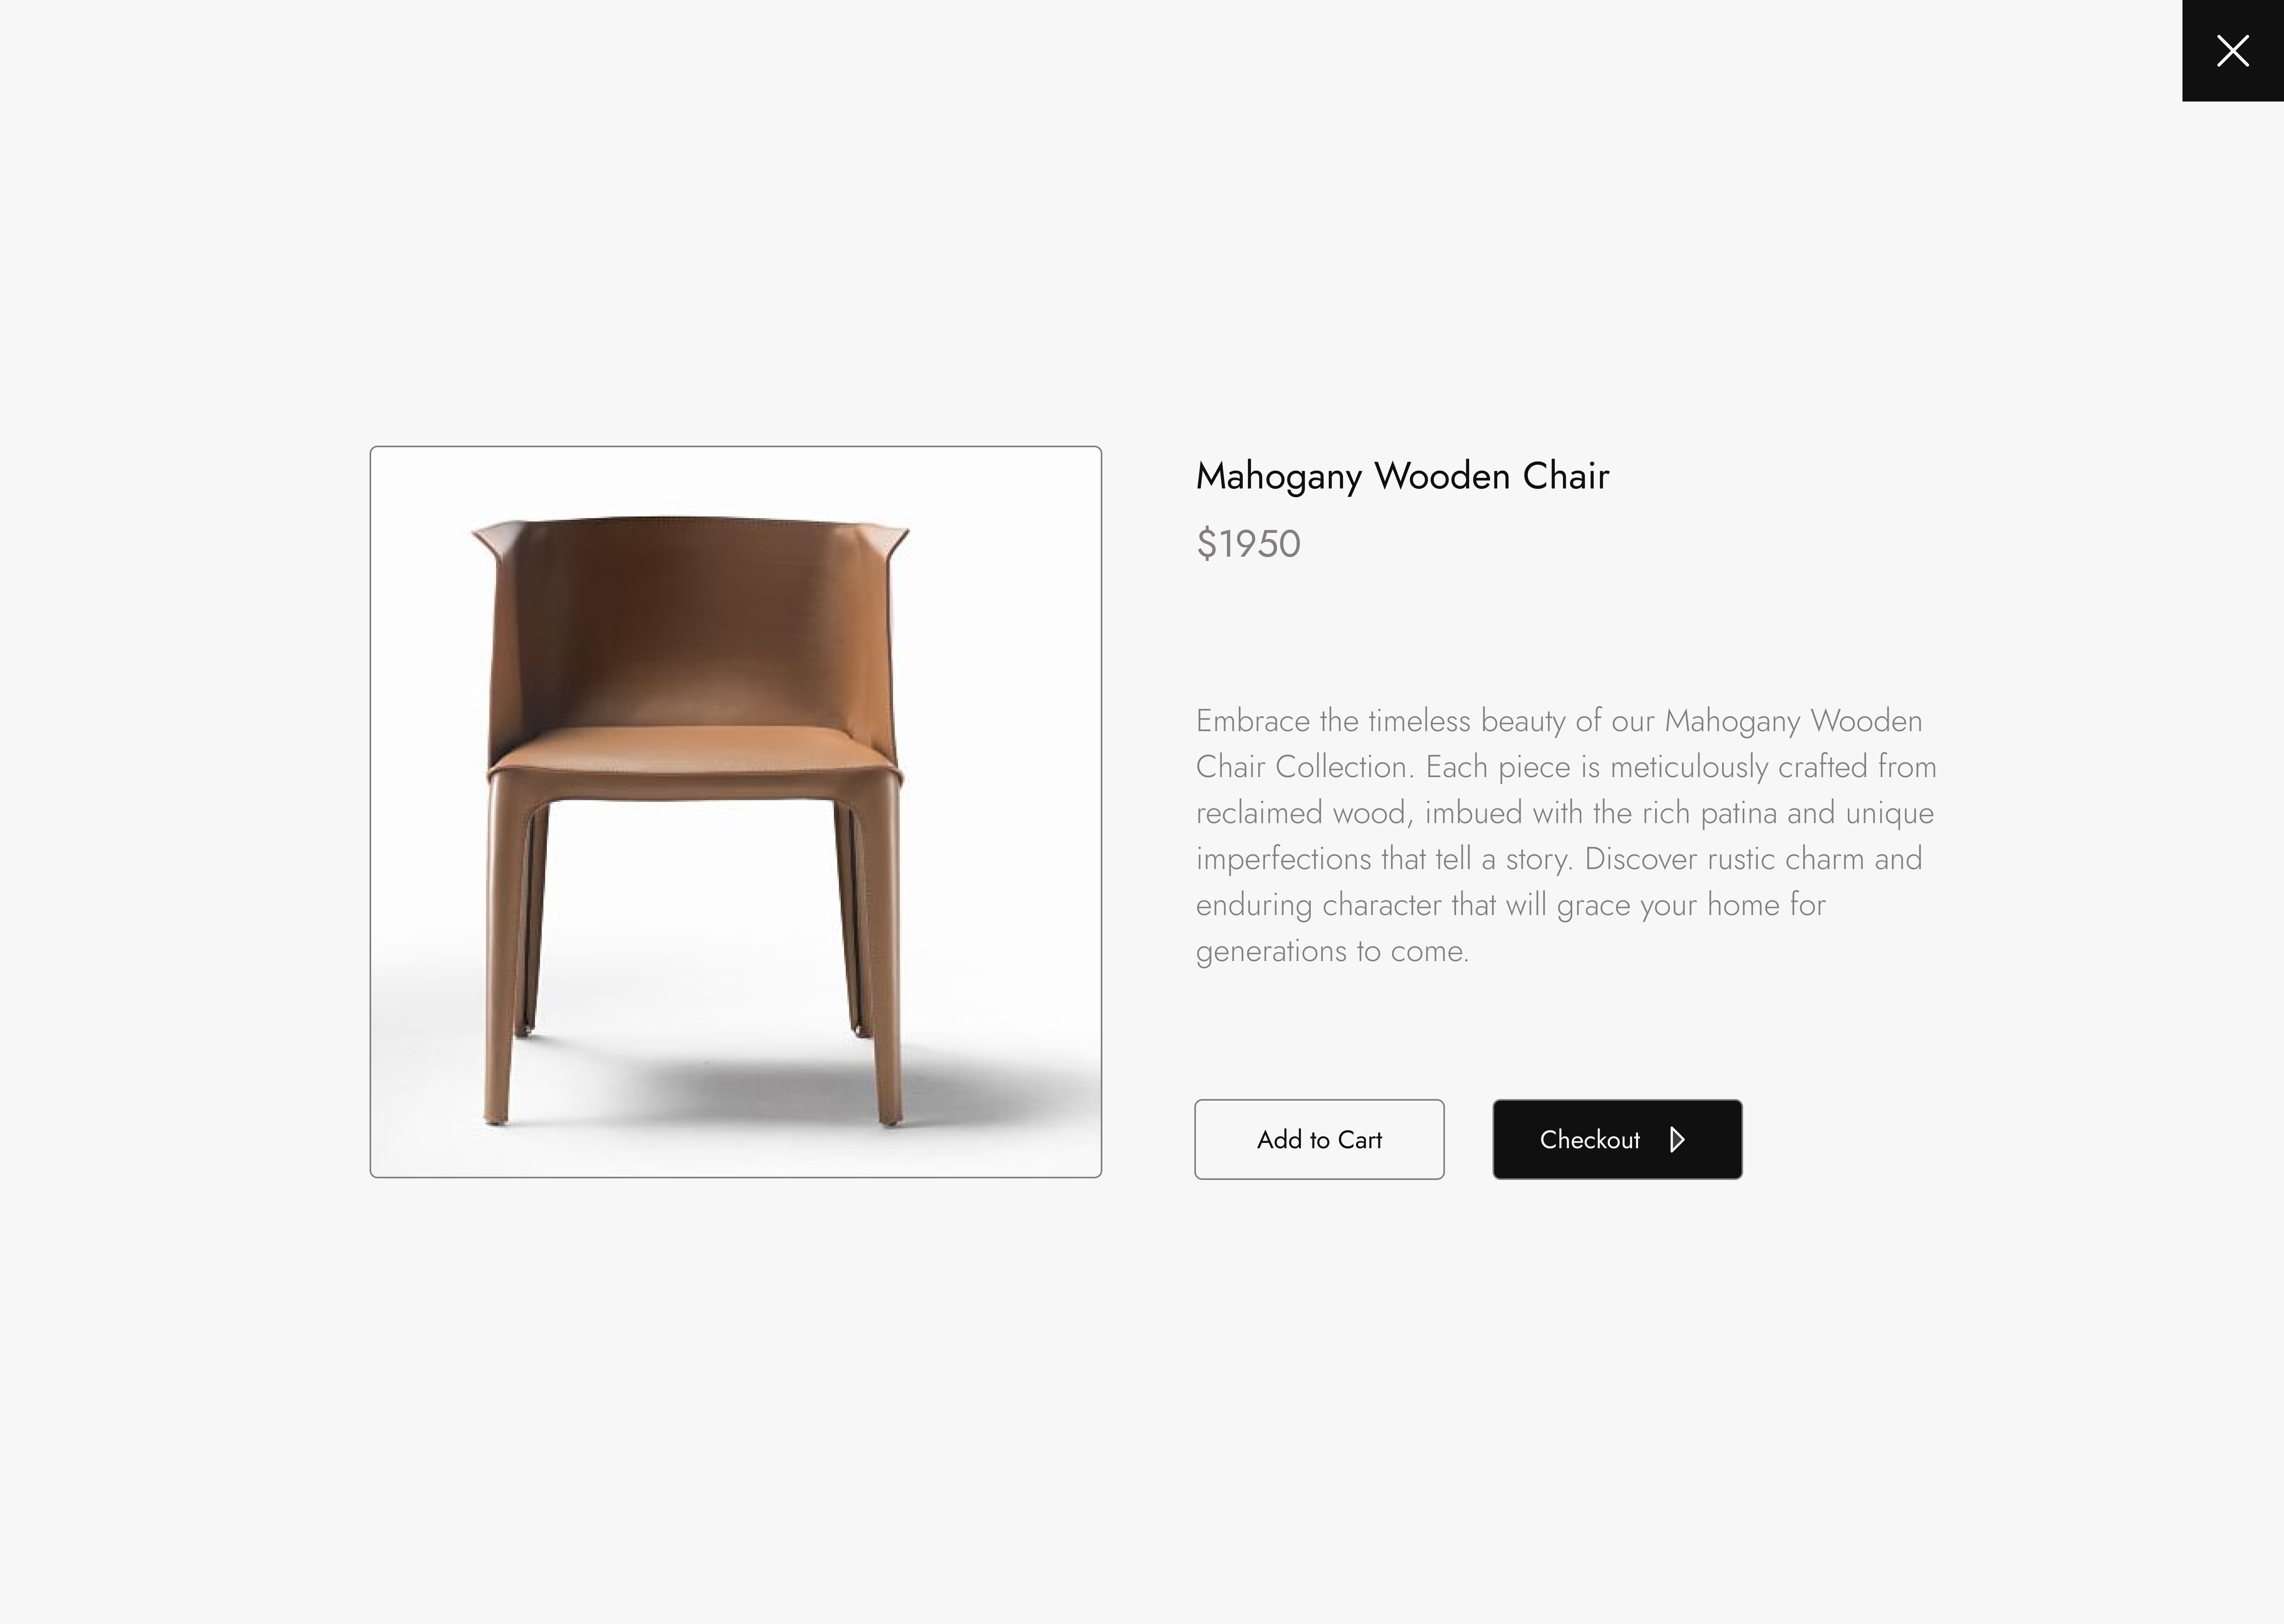 Mahogany Wooden Chair
$1950
Embrace the timeless beauty of our Mahogany Wooden
Chair Collection. Each piece is meticulously crafted from
reclaimed wood, imbued with the rich patina and unique
imperfections that tell a story. Discover rustic charm and
enduring character that will grace your home for
generations to come.
Add to Cart
Checkout